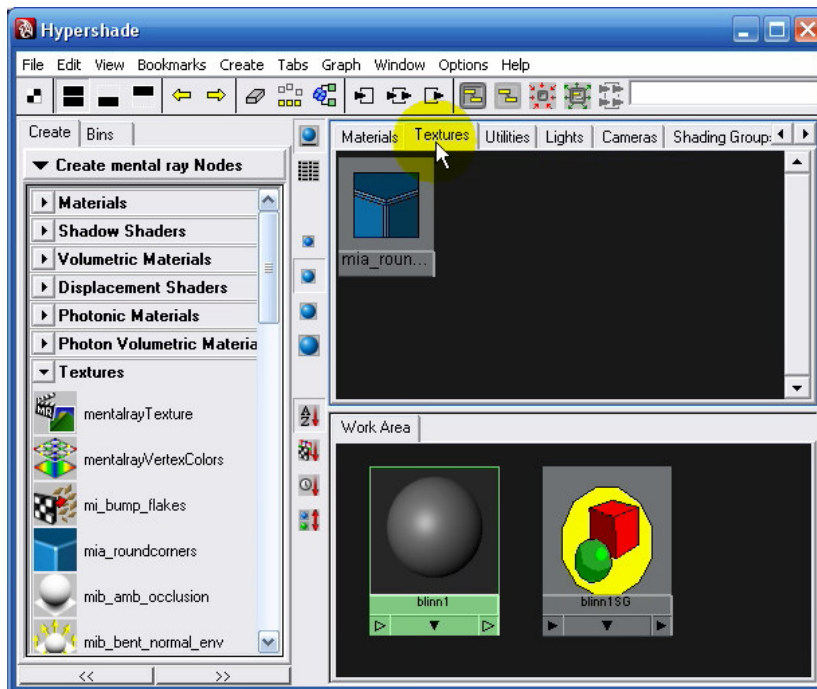 Hypershade
File Edit View Bookmarks Create Tabs Graph Window Options Help
Create Bins
Materials Textures Utilities Lights Cameras Shading Group:
Create mental ray Nodes
Materials
Shadow Shaders
Volumetric Materials
Displacement Shaders
Photonic Materials
Photon Volumetric Materia
Textures
mentalrayTexture
mentalrayVertexColors
mi_bump_flakes
mia_roundcorners
mib_amb_occlusion
mib_bent_normal_env
<< >>
mia_roun...
Work Area
blinn1
blinn1SG